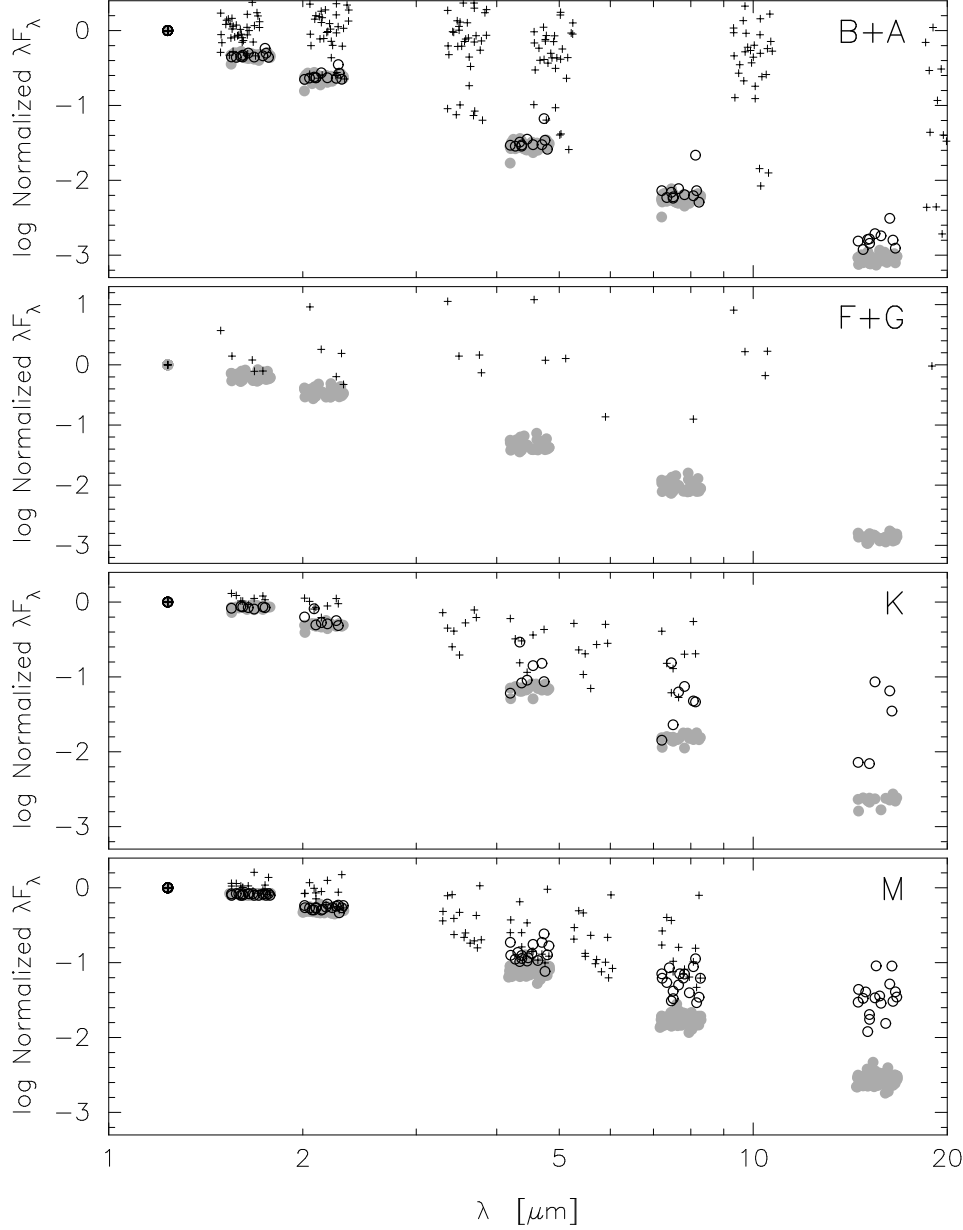 B+A
log Normalized λF_λ
0
−1
−2
−3
F+G
log Normalized λF_λ
1
0
−1
−2
−3
K
log Normalized λF_λ
0
−1
−2
−3
M
log Normalized λF_λ
0
−1
−2
−3
1 2 5 10 20
λ [μm]